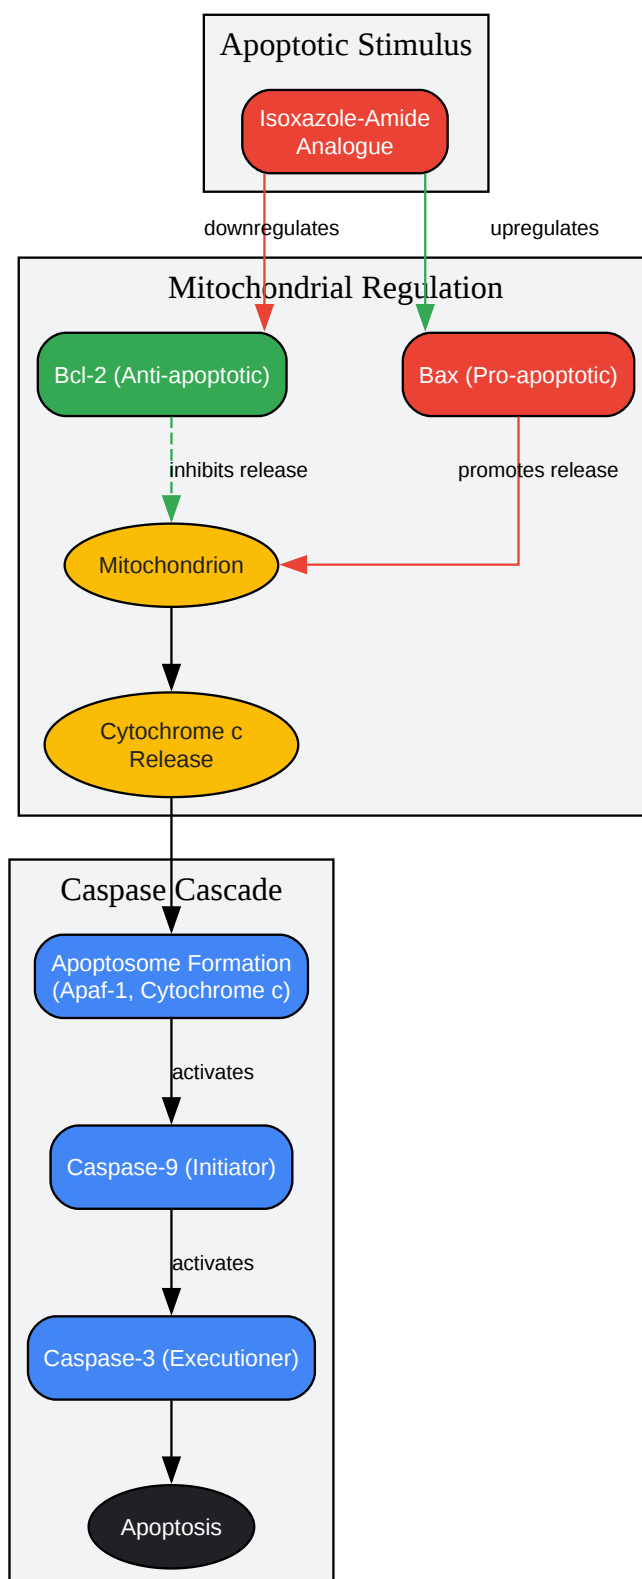 Apoptotic Stimulus
Isoxazole-Amide
Analogue
downregulates
upregulates
Mitochondrial Regulation
Bcl-2 (Anti-apoptotic)
Bax (Pro-apoptotic)
inhibits release
promotes release
Mitochondrion
Cytochrome c
Release
Caspase Cascade
Apoptosome Formation
(Apaf-1, Cytochrome c)
activates
Caspase-9 (Initiator)
activates
Caspase-3 (Executioner)
Apoptosis